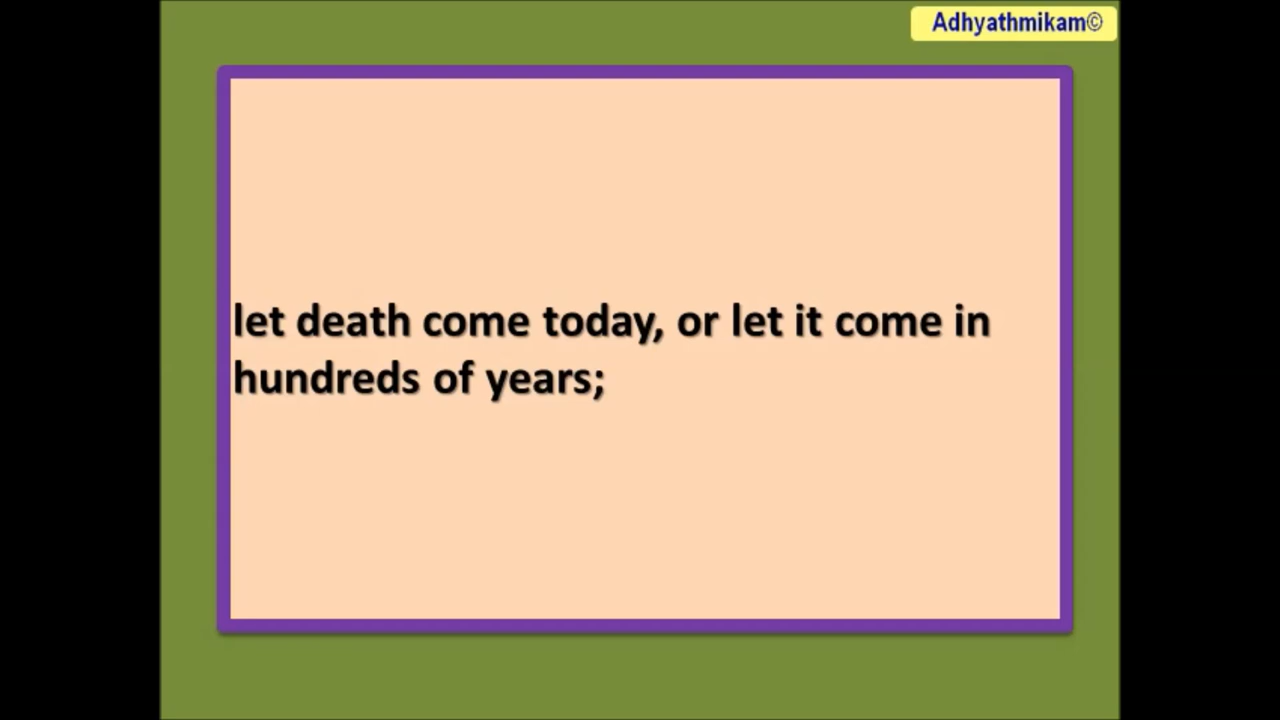 Adhyathmikam©
let death come today, or let it come in
hundreds of years;